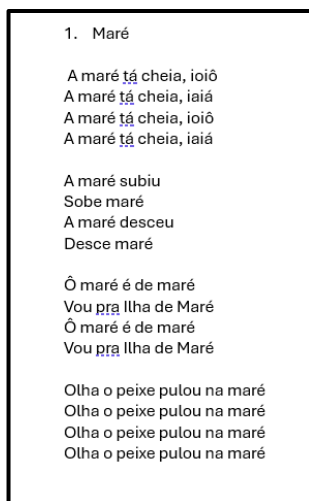 1. Maré
A maré tá cheia, ioiô
A maré tá cheia, iaiá
A maré tá cheia, ioiô
A maré tá cheia, iaiá
A maré subiu
Sobe maré
A maré desceu
Desce maré
Ô maré é de maré
Vou pra Ilha de Maré
Ô maré é de maré
Vou pra Ilha de Maré
Olha o peixe pulou na maré
Olha o peixe pulou na maré
Olha o peixe pulou na maré
Olha o peixe pulou na maré